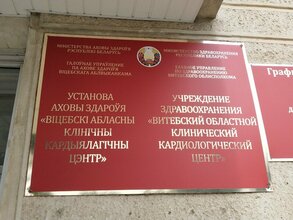 МІНІСТЭРСТВА АХОВЫ ЗДАРОЎЯ
РЭСПУБЛІКІ БЕЛАРУСЬ
ГАЛОЎНАЕ УПРАЎЛЕННЕ
ПА АХОВЕ ЗДАРОЎЯ
ВІЦЕБСКАГА АБЛВЫКАНКАМА
УСТАНОВА
АХОВЫ ЗДАРОЎЯ
«ВІЦЕБСКІ АБЛАСНЫ
КЛІНІЧНЫ
КАРДЫЯЛАГІЧНЫ
ЦЭНТР»
МИНИСТЕРСТВО ЗДРАВООХРАНЕНИЯ
РЕСПУБЛИКИ БЕЛАРУСЬ
ГЛАВНОЕ УПРАВЛЕНИЕ
ПО ЗДРАВООХРАНЕНИЮ
ВИТЕБСКОГО ОБЛИСПОЛКОМА
УЧРЕЖДЕНИЕ
ЗДРАВООХРАНЕНИЯ
«ВИТЕБСКИЙ ОБЛАСТНОЙ
КЛИНИЧЕСКИЙ
КАРДИОЛОГИЧЕСКИЙ
ЦЕНТР»
Граф